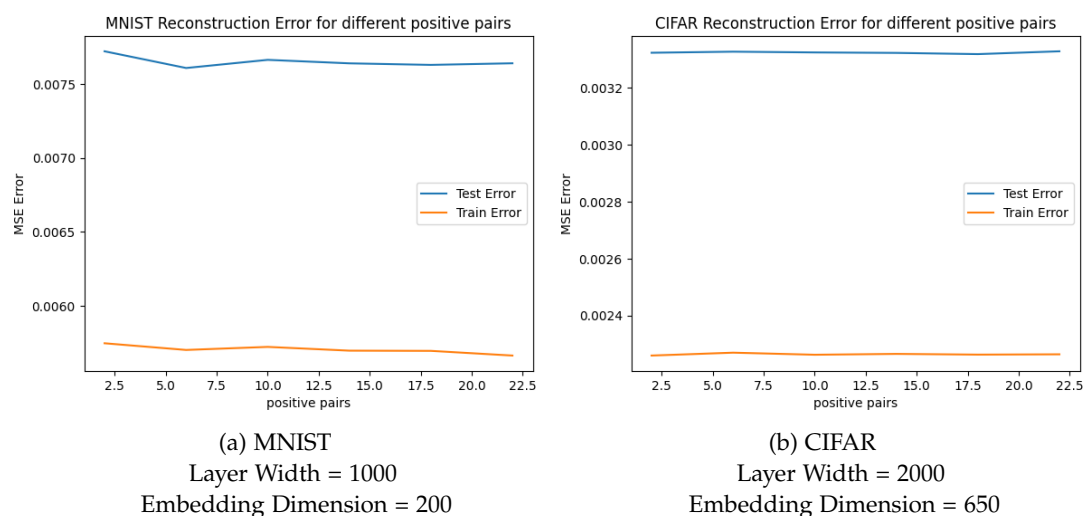 MNIST Reconstruction Error for different positive pairs
MSE Error
0.0075
0.0070
0.0065
0.0060
Test Error
Train Error
2.5 5.0 7.5 10.0 12.5 15.0 17.5 20.0 22.5
positive pairs
(a) MNIST
Layer Width = 1000
Embedding Dimension = 200
CIFAR Reconstruction Error for different positive pairs
MSE Error
0.0032
0.0030
0.0028
0.0026
0.0024
Test Error
Train Error
2.5 5.0 7.5 10.0 12.5 15.0 17.5 20.0 22.5
positive pairs
(b) CIFAR
Layer Width = 2000
Embedding Dimension = 650